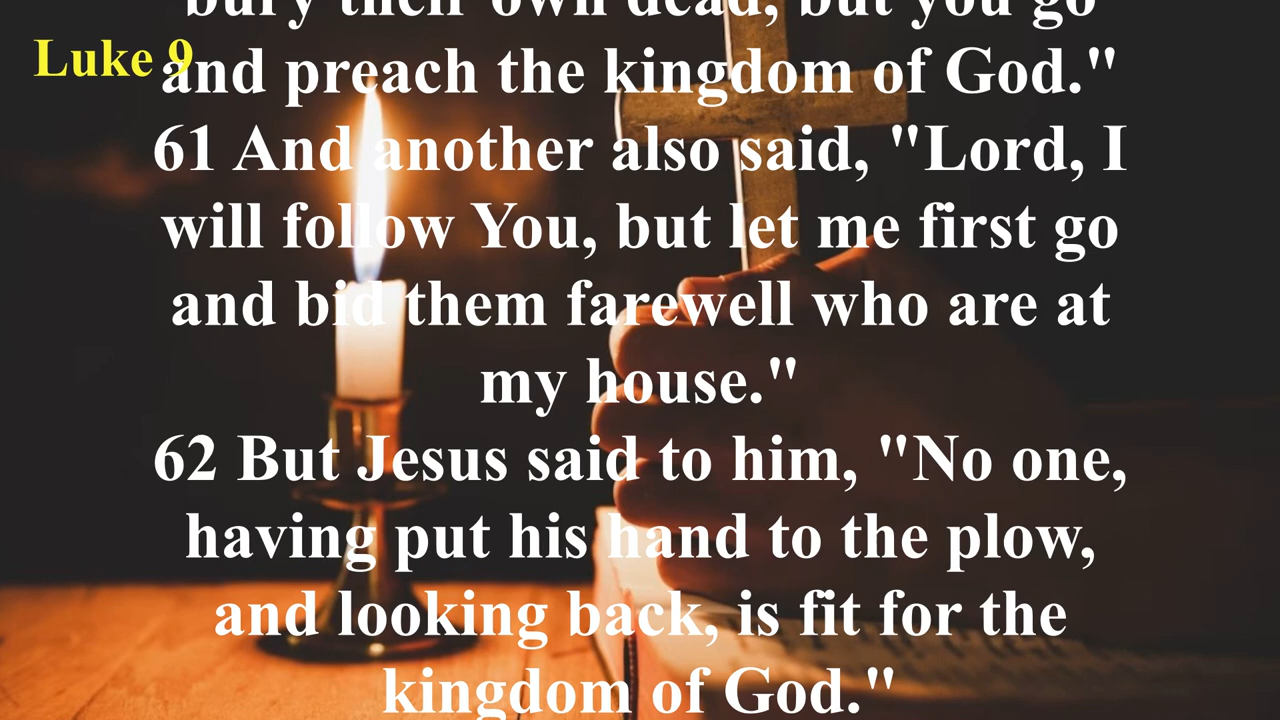 bury their own dead, but you go
Luke 9
and preach the kingdom of God."
61 And another also said, "Lord, I
will follow You, but let me first go
and bid them farewell who are at
my house."
62 But Jesus said to him, "No one,
having put his hand to the plow,
and looking back, is fit for the
kingdom of God."